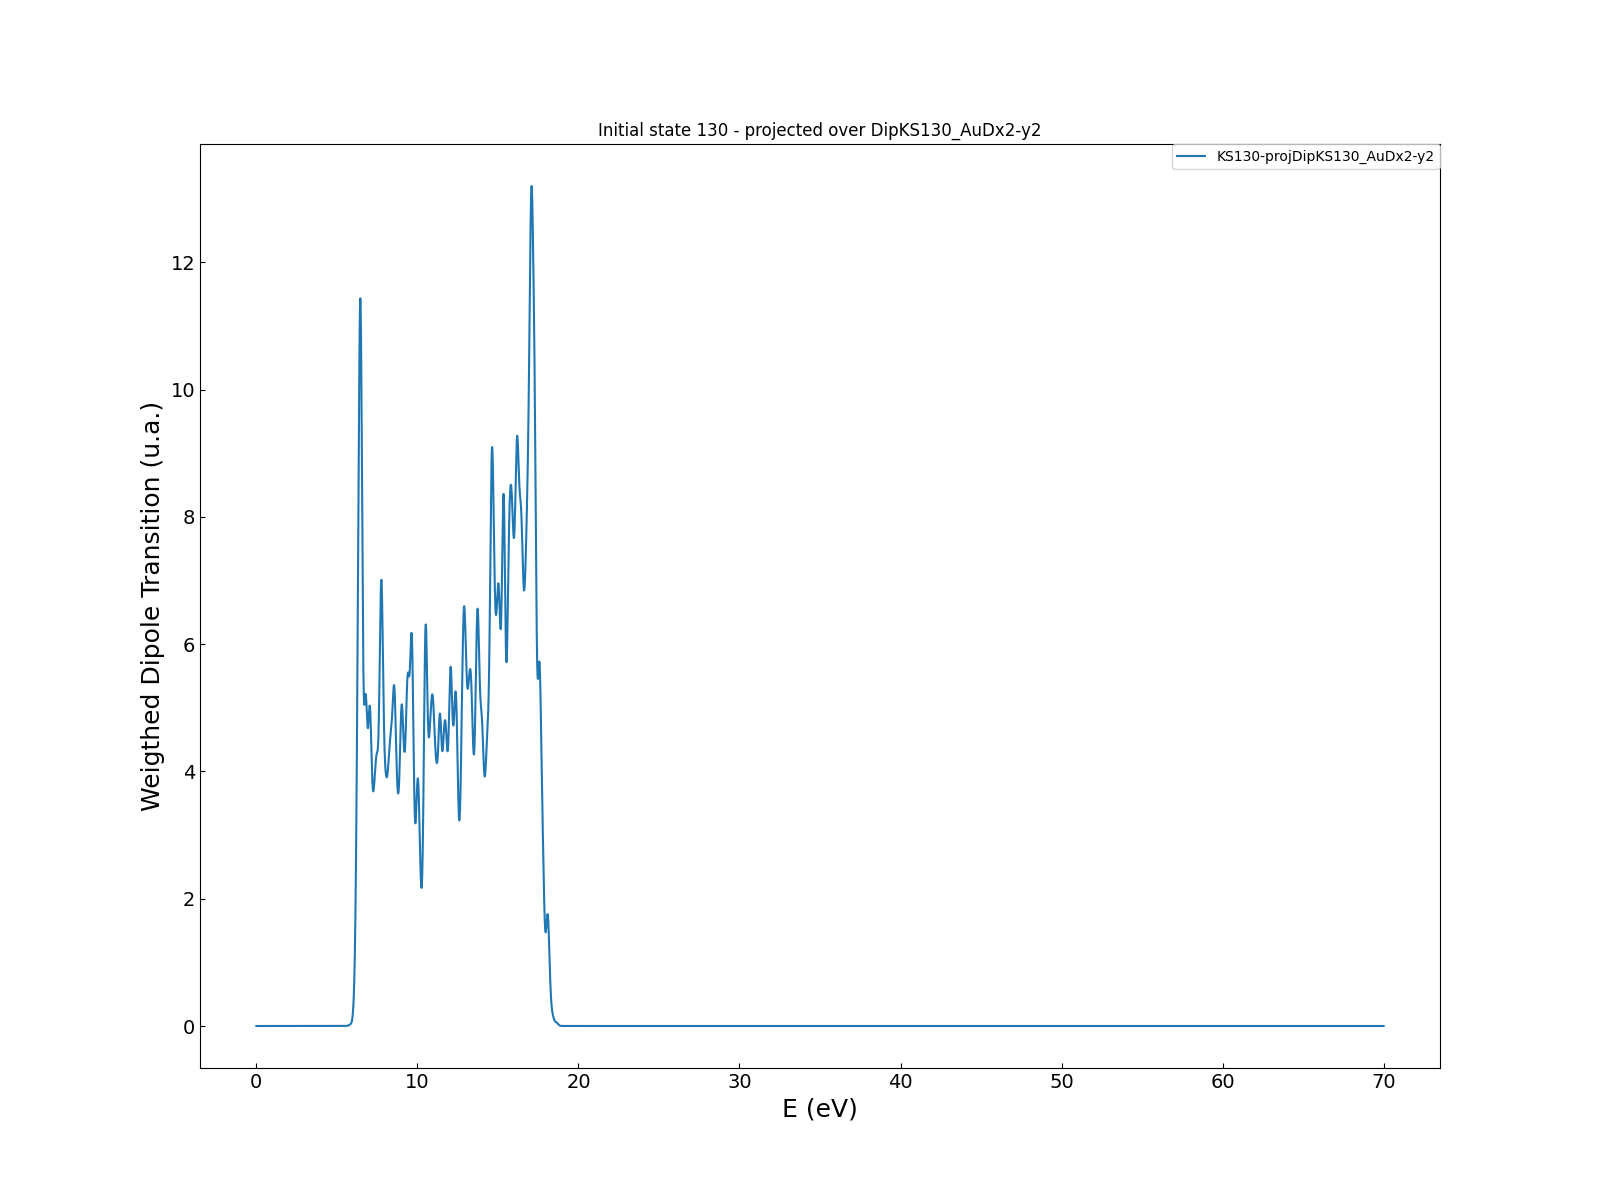 Initial state 130 - projected over DipKS130_AuDx2-y2
KS130-projDipKS130_AuDx2-y2
Weigthed Dipole Transition (u.a.)
12
10
8
6
4
2
0
0 10 20 30 40 50 60 70
E (eV)